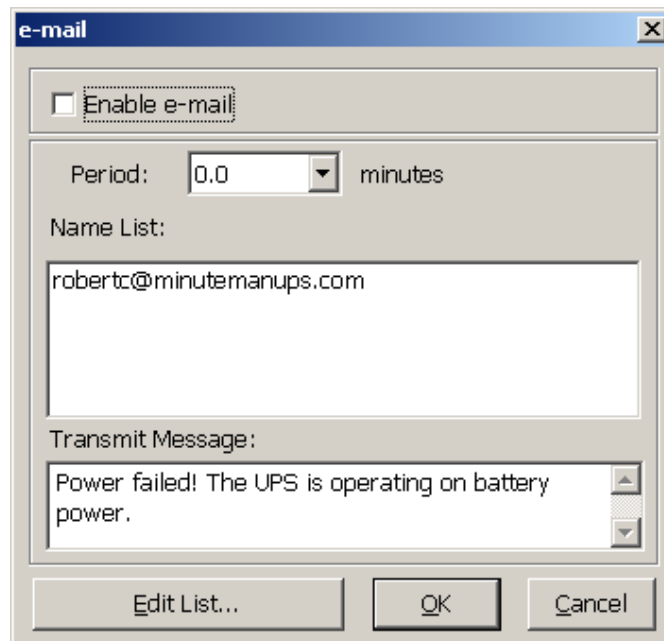 e-mail
Enable e-mail
Period: 0.0 minutes
Name List:
robertc@minutemanups.com
Transmit Message:
Power failed! The UPS is operating on battery
power.
Edit List... OK Cancel